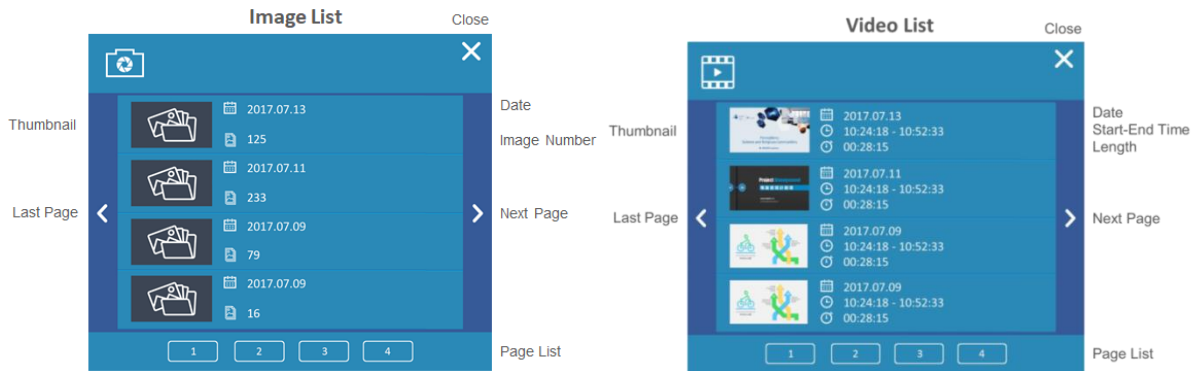 Image List
Close
Thumbnail
2017.07.13
Date
125
Image Number
2017.07.11
233
Last Page
2017.07.09
Next Page
79
2017.07.09
16
1 2 3 4
Page List
Video List
Close
Thumbnail
2017.07.13
Date
10:24:18 - 10:52:33
Start-End Time
00:28:15
Length
Project Management
2017.07.11
10:24:18 - 10:52:33
00:28:15
Last Page
2017.07.09
Next Page
10:24:18 - 10:52:33
00:28:15
2017.07.09
10:24:18 - 10:52:33
00:28:15
1 2 3 4
Page List